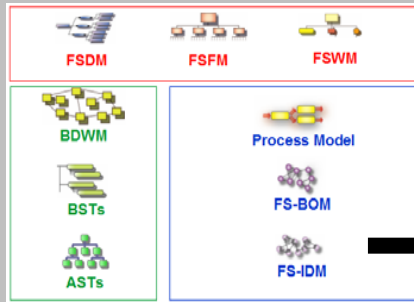 FSDM FSFM FSWM
BDWM
BSTs
ASTs
Process Model
FS-BOM
FS-IDM